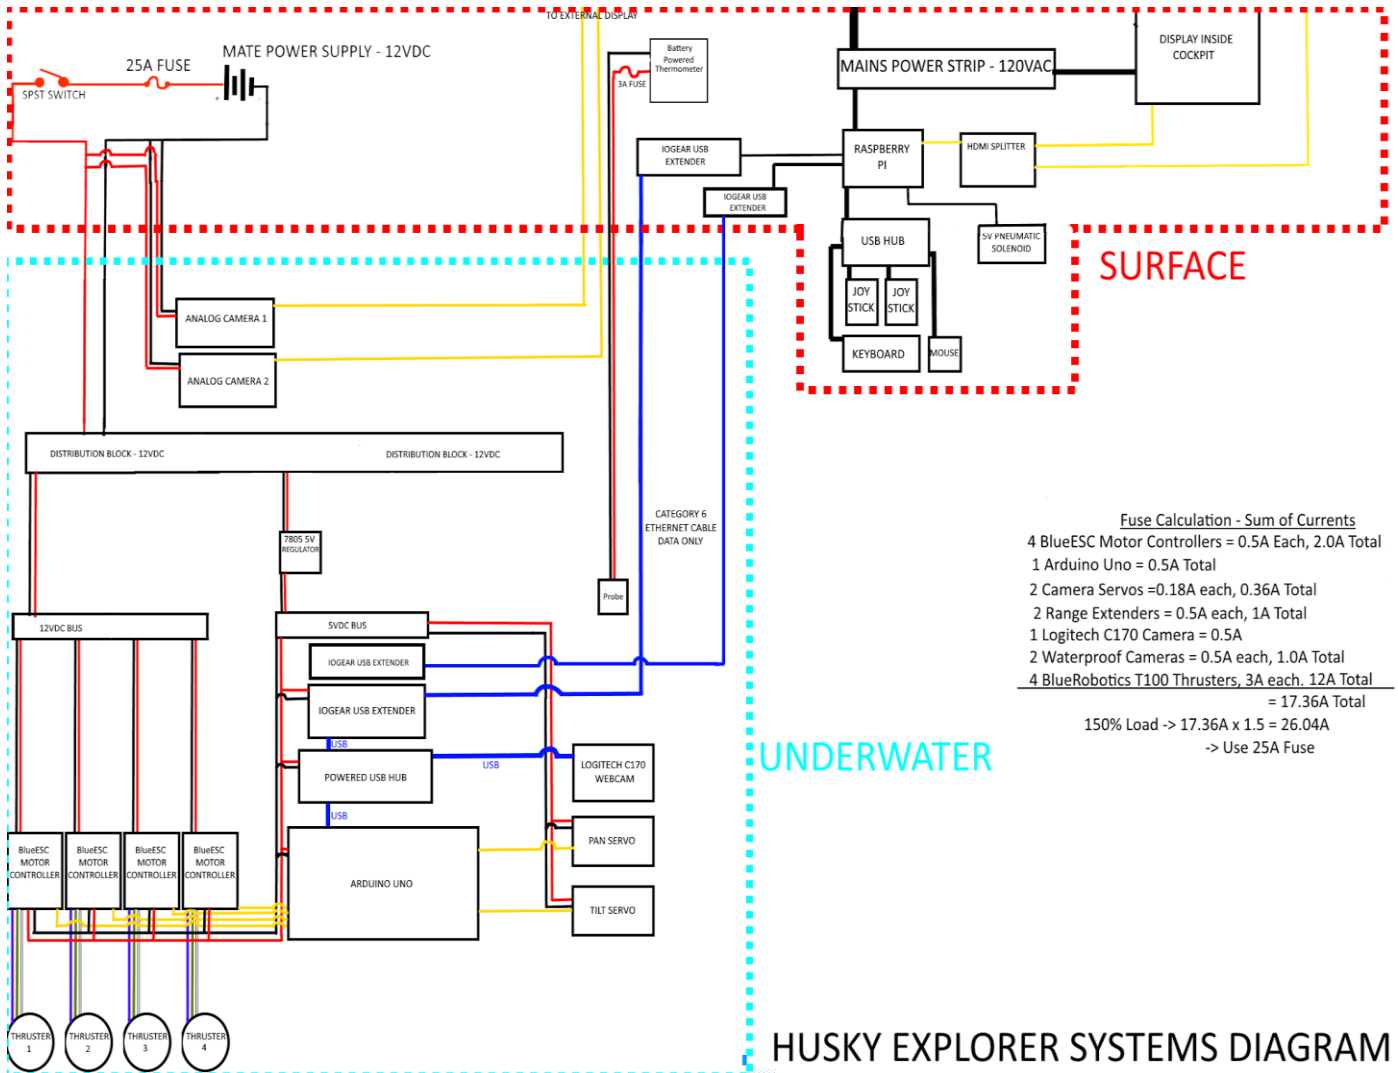 TO EXTERNAL DISPLAY
MATE POWER SUPPLY - 12VDC
25A FUSE
SPST SWITCH
+
-
Battery
Powered
Thermometer
3A FUSE
MAINS POWER STRIP - 120VAC
DISPLAY INSIDE
COCKPIT
IOGEAR USB
EXTENDER
RASPBERRY
PI
HDMI SPLITTER
IOGEAR USB
EXTENDER
USB HUB
5V PNEUMATIC
SOLENOID
SURFACE
JOY
STICK
JOY
STICK
KEYBOARD
MOUSE
ANALOG CAMERA 1
ANALOG CAMERA 2
DISTRIBUTION BLOCK - 12VDC
DISTRIBUTION BLOCK - 12VDC
CATEGORY 6
ETHERNET CABLE
DATA ONLY
7805 5V
REGULATOR
Probe
12VDC BUS
5VDC BUS
IOGEAR USB EXTENDER
IOGEAR USB EXTENDER
USB
POWERED USB HUB
USB
LOGITECH C170
WEBCAM
USB
UNDERWATER
PAN SERVO
ARDUINO UNO
TILT SERVO
BlueESC
MOTOR
CONTROLLER
BlueESC
MOTOR
CONTROLLER
BlueESC
MOTOR
CONTROLLER
BlueESC
MOTOR
CONTROLLER
THRUSTER
1
THRUSTER
2
THRUSTER
3
THRUSTER
4
Fuse Calculation - Sum of Currents
4 BlueESC Motor Controllers = 0.5A Each, 2.0A Total
1 Arduino Uno = 0.5A Total
2 Camera Servos =0.18A each, 0.36A Total
2 Range Extenders = 0.5A each, 1A Total
1 Logitech C170 Camera = 0.5A
2 Waterproof Cameras = 0.5A each, 1.0A Total
4 BlueRobotics T100 Thrusters, 3A each. 12A Total
= 17.36A Total
150% Load -> 17.36A x 1.5 = 26.04A
-> Use 25A Fuse
HUSKY EXPLORER SYSTEMS DIAGRAM